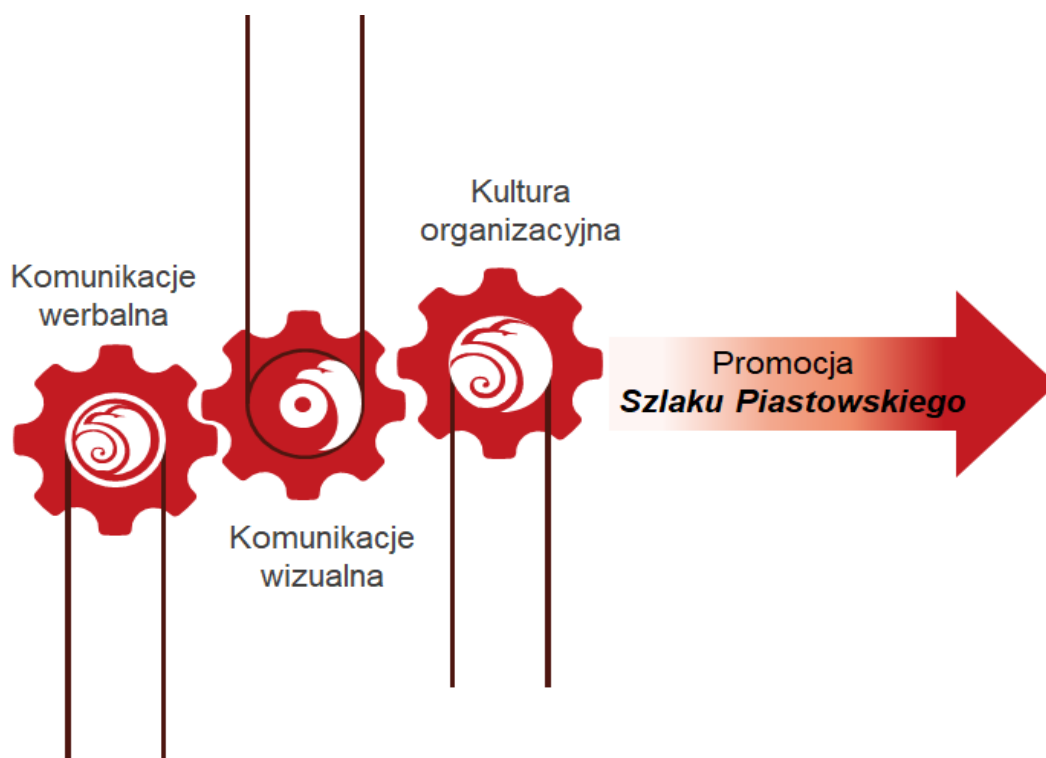 Komunikacje
werbalna
Komunikacje
wizualna
Kultura
organizacyjna
Promocja
Szlaku Piastowskiego